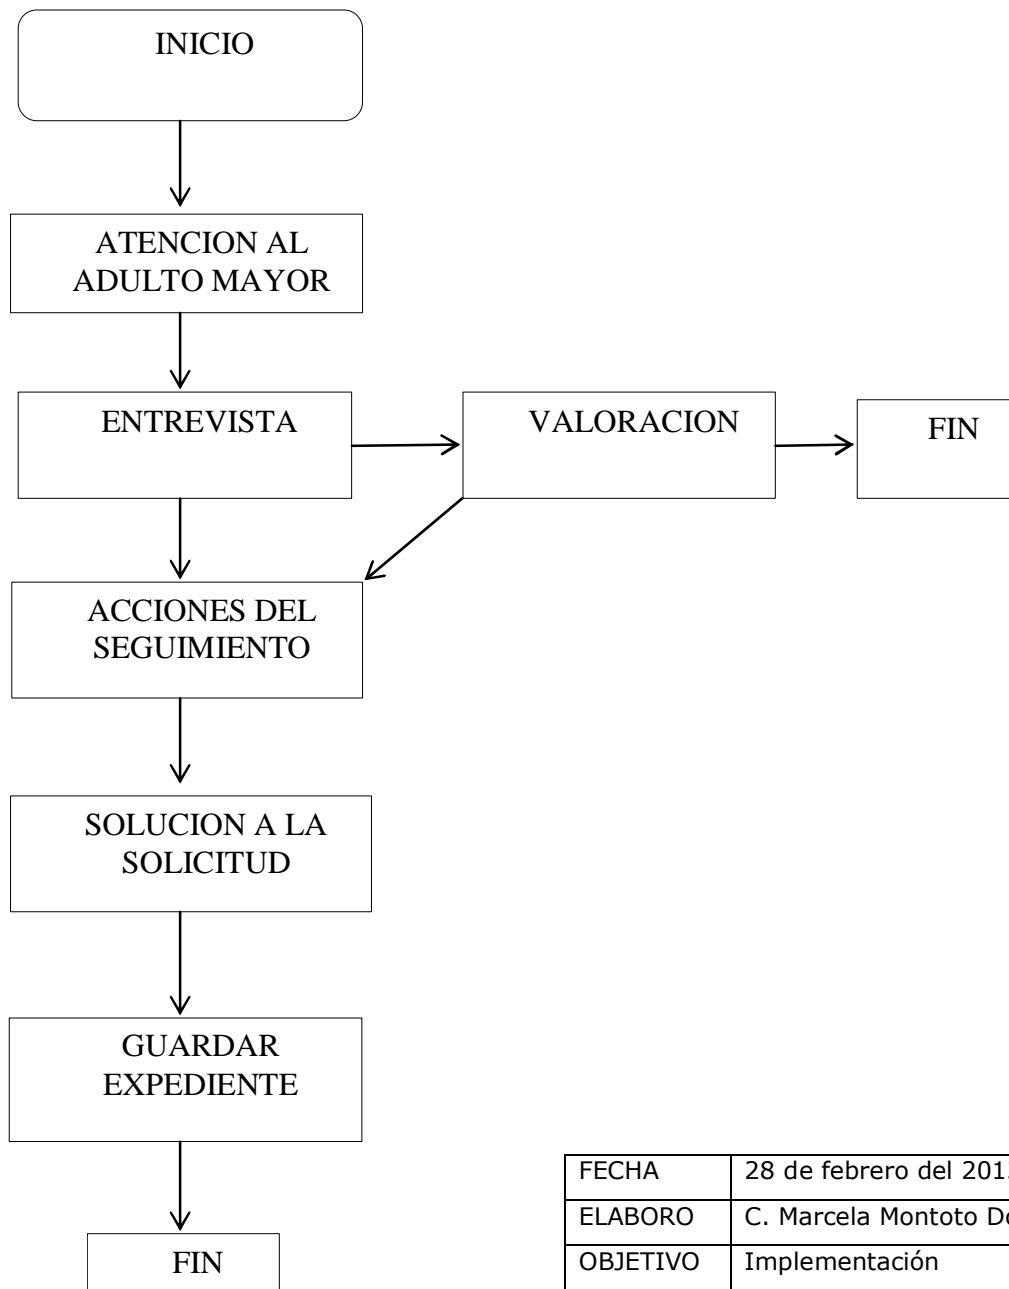 INICIO
ATENCION AL
ADULTO MAYOR
ENTREVISTA
VALORACION
FIN
ACCIONES DEL
SEGUIMIENTO
SOLUCION A LA
SOLICITUD
GUARDAR
EXPEDIENTE
FIN
FECHA
28 de febrero del
ELABORO
C. Marcela Montoto
OBJETIVO
Implementación